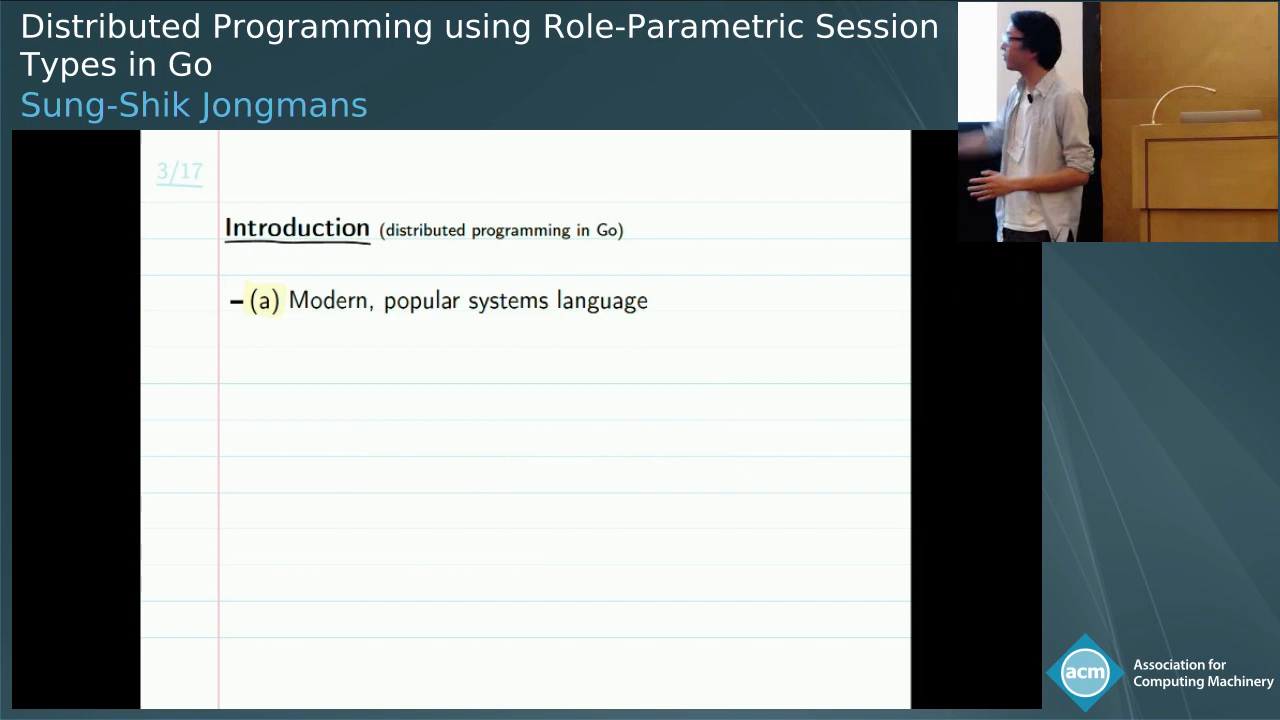 Distributed Programming using Role-Parametric Session
Types in Go
Sung-Shik Jongmans
3/17
Introduction (distributed programming in Go)
– (a) Modern, popular systems language
acm
Association for
Computing Machinery